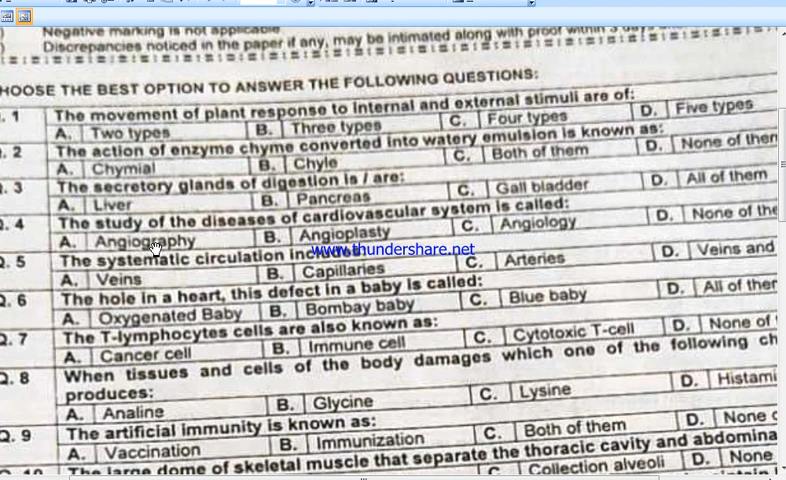 Negative marking is not applicable
Discrepancies noticed in the paper if any, may be intimated along with proof within 3 days
HOOSE THE BEST OPTION TO ANSWER THE FOLLOWING QUESTIONS:
. 1 The movement of plant response to internal and external stimuli are of:
A. Two types B. Three types C. Four types D. Five types
. 2 The action of enzyme chyme converted into watery emulsion is known as:
A. Chymial B. Chyle C. Both of them D. None of then
. 3 The secretory glands of digestion is / are:
A. Liver B. Pancreas C. Gall bladder D. All of them
. 4 The study of the diseases of cardiovascular system is called:
A. Angiography B. Angioplasty C. Angiology D. None of the
www.thundershare.net
Q. 5 The systematic circulation included
A. Veins B. Capillaries C. Arteries D. Veins and
Q. 6 The hole in a heart, this defect in a baby is called:
A. Oxygenated Baby B. Bombay baby C. Blue baby D. All of ther
Q. 7 The T-lymphocytes cells are also known as:
A. Cancer cell B. Immune cell C. Cytotoxic T-cell D. None of
Q. 8 When tissues and cells of the body damages which one of the following ch
produces:
A. Analine B. Glycine C. Lysine D. Histami
Q. 9 The artificial immunity is known as:
A. Vaccination B. Immunization C. Both of them D. None o
Q. 10 The large dome of skeletal muscle that separate the thoracic cavity and abdomina
C. Collection alveoli D. None